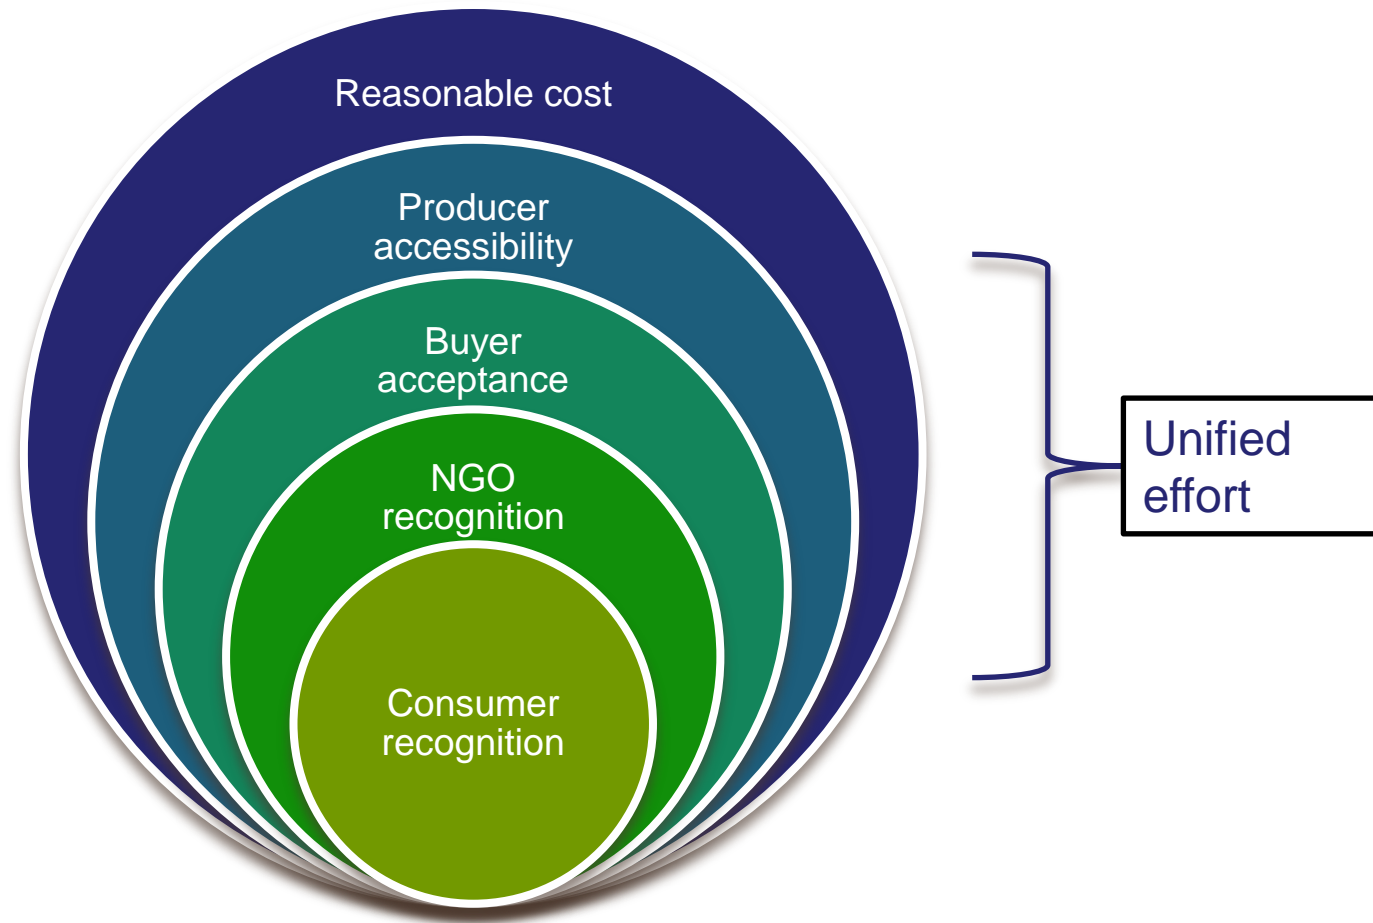 Reasonable cost
Producer
accessibility
Buyer
acceptance
NGO
recognition
Consumer
recognition
Unified
effort